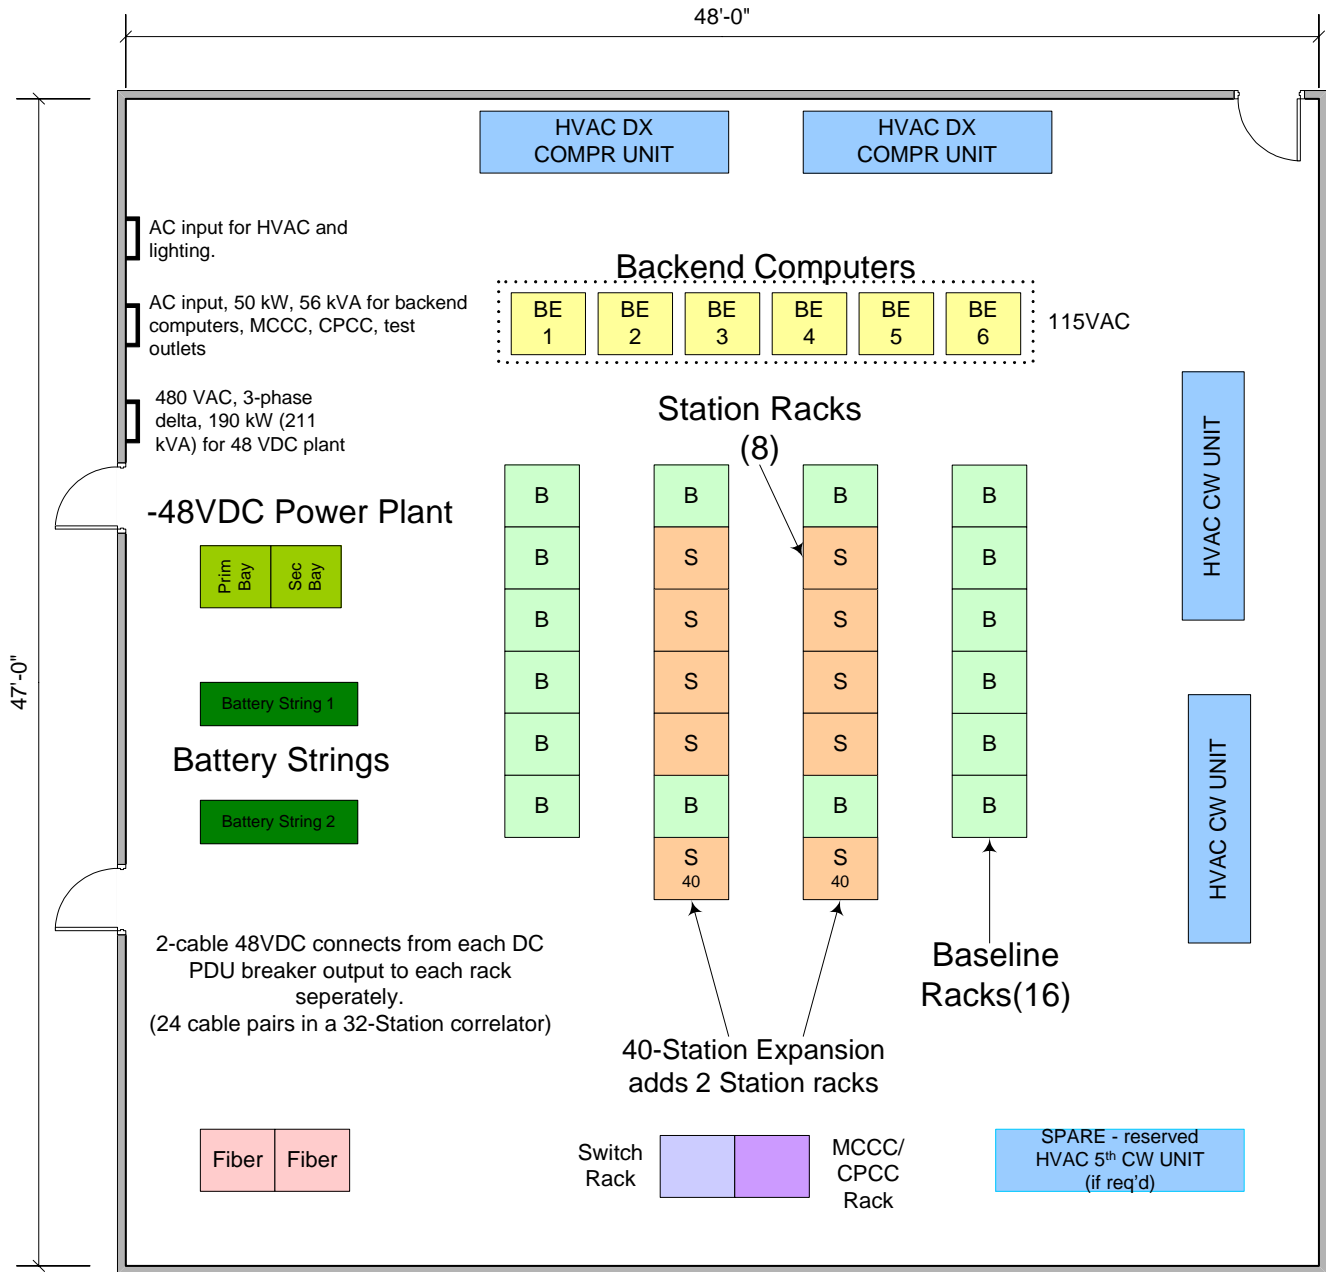 48'-0"
HVAC DX
COMPR UNIT
HVAC DX
COMPR UNIT
AC input for HVAC and
lighting.
Backend Computers
AC input, 50 kW, 56 kVA for backend
computers, MCCC, CPCC, test
outlets
BE
1
BE
2
BE
3
BE
4
BE
5
BE
6
115VAC
480 VAC, 3-phase
delta, 190 kW (211
kVA) for 48 VDC plant
Station Racks
(8)
HVAC CW UNIT
-48VDC Power Plant
Prim
Bay
Sec
Bay
B
B
B
B
B
B
B
S
S
S
S
B
S
40
B
S
S
S
S
B
S
40
B
B
B
B
B
B
47'-0"
Battery String 1
Battery Strings
Battery String 2
HVAC CW UNIT
2-cable 48VDC connects from each DC
PDU breaker output to each rack
seperately.
(24 cable pairs in a 32-Station correlator)
Baseline
Racks(16)
40-Station Expansion
adds 2 Station racks
Fiber
Fiber
Switch
Rack
MCCC/
CPCC
Rack
SPARE - reserved
HVAC 5th CW UNIT
(if req'd)